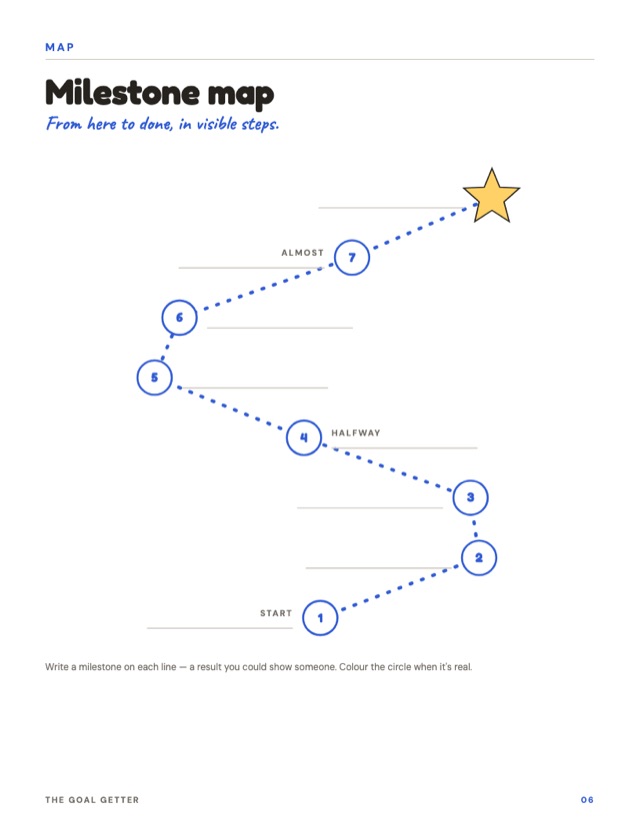 MAP
Milestone map
From here to done, in visible steps.
ALMOST
7
6
5
4
HALFWAY
3
2
START
1
Write a milestone on each line — a result you could show someone. Colour the circle when it's real.
THE GOAL GETTER
06